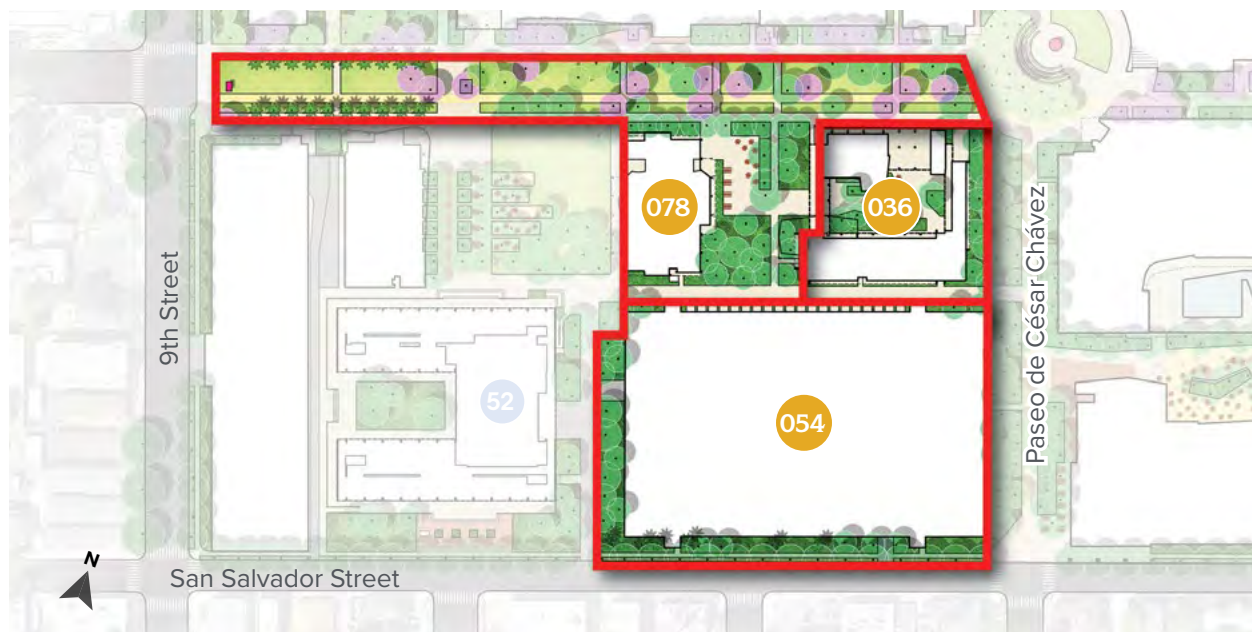 078
036
9th Street
Paseo de César Chávez
52
054
N
San Salvador Street